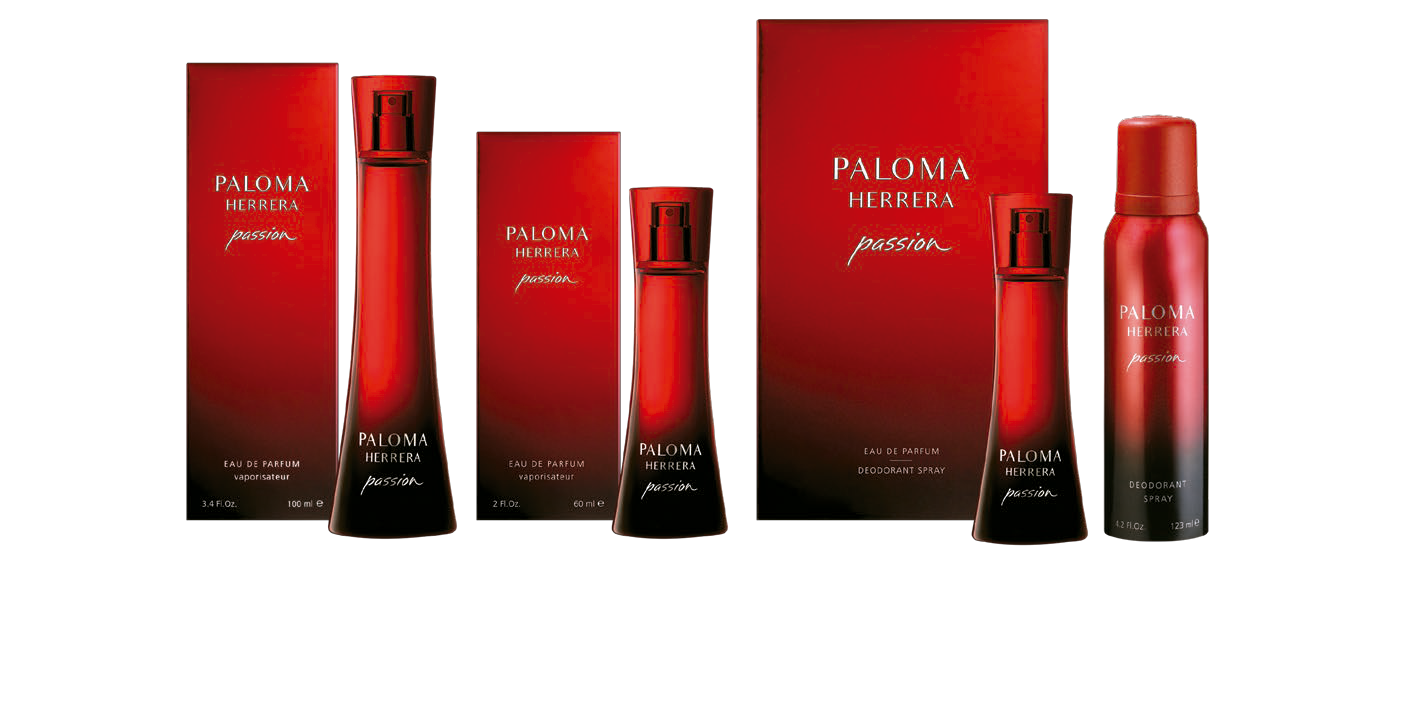 PALOMA
HERRERA
passion
EAU DE PARFUM
vaporisateur
3.4 Fl.Oz. 100 ml ℮
PALOMA
HERRERA
passion
PALOMA
HERRERA
passion
EAU DE PARFUM
vaporisateur
2 Fl.Oz. 60 ml ℮
PALOMA
HERRERA
passion
PALOMA
HERRERA
passion
EAU DE PARFUM
DEODORANT SPRAY
PALOMA
HERRERA
passion
PALOMA
HERRERA
passion
DEODORANT
SPRAY
4.2 Fl.Oz. 123 ml ℮